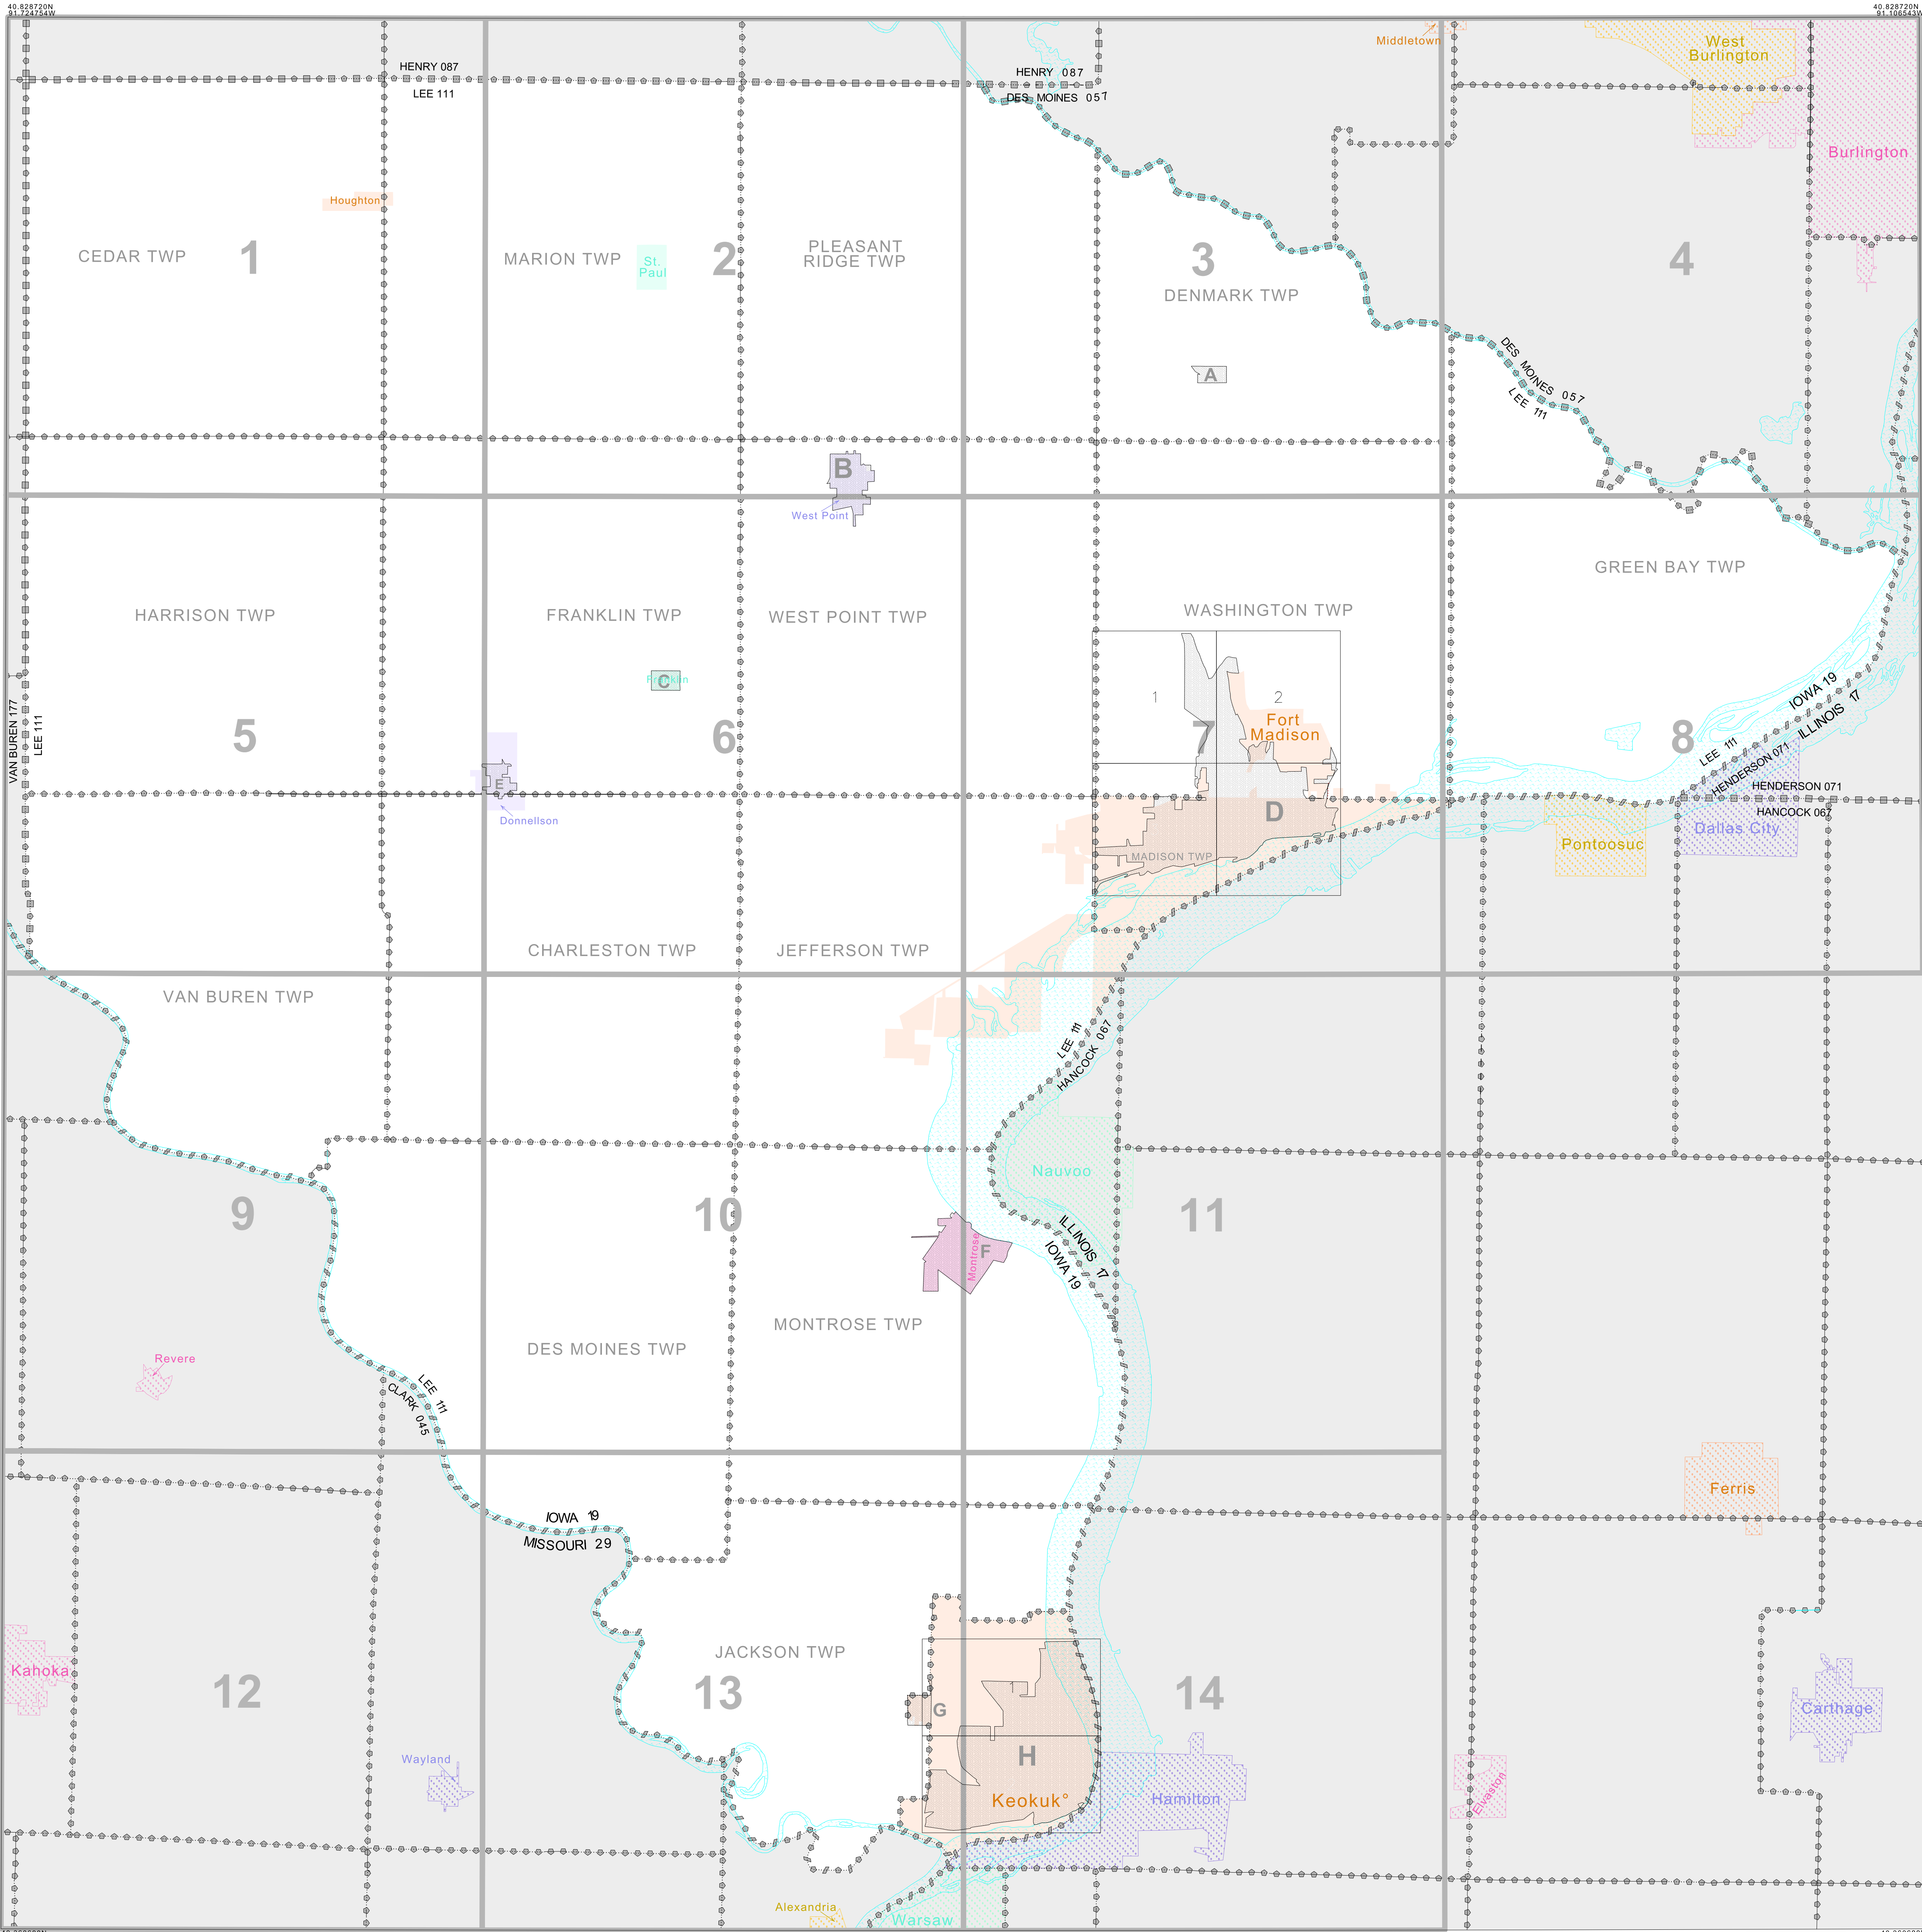 40.828720N
91.724754W
40.828720N
91.106543W
Middletown
West
Burlington
HENRY 087
LEE 111
HENRY 087
DES MOINES 057
Burlington
Houghton
CEDAR TWP
1
MARION TWP
St.
Paul
2
PLEASANT
RIDGE TWP
3
DENMARK TWP
4
A
DES MOINES 057
LEE 111
B
West Point
GREEN BAY TWP
HARRISON TWP
FRANKLIN TWP
WEST POINT TWP
WASHINGTON TWP
Franklin
C
1
2
VAN BUREN 177
LEE 111
5
6
7
Fort
Madison
8
IOWA 19
ILLINOIS 17
LEE 111
HENDERSON 071
E
Donnellson
HENDERSON 071
HANCOCK 067
D
Dallas City
Pontoosuc
MADISON TWP
CHARLESTON TWP
JEFFERSON TWP
VAN BUREN TWP
LEE 111
HANCOCK 067
Nauvoo
9
10
11
ILLINOIS 17
IOWA 19
Montrose
F
MONTROSE TWP
DES MOINES TWP
Revere
LEE 111
CLARK 045
Ferris
IOWA 19
MISSOURI 29
JACKSON TWP
Kahoka
12
13
14
1
G
H
Carthage
Wayland
Keokuk°
Hamilton
Elvaston
Alexandria
Warsaw